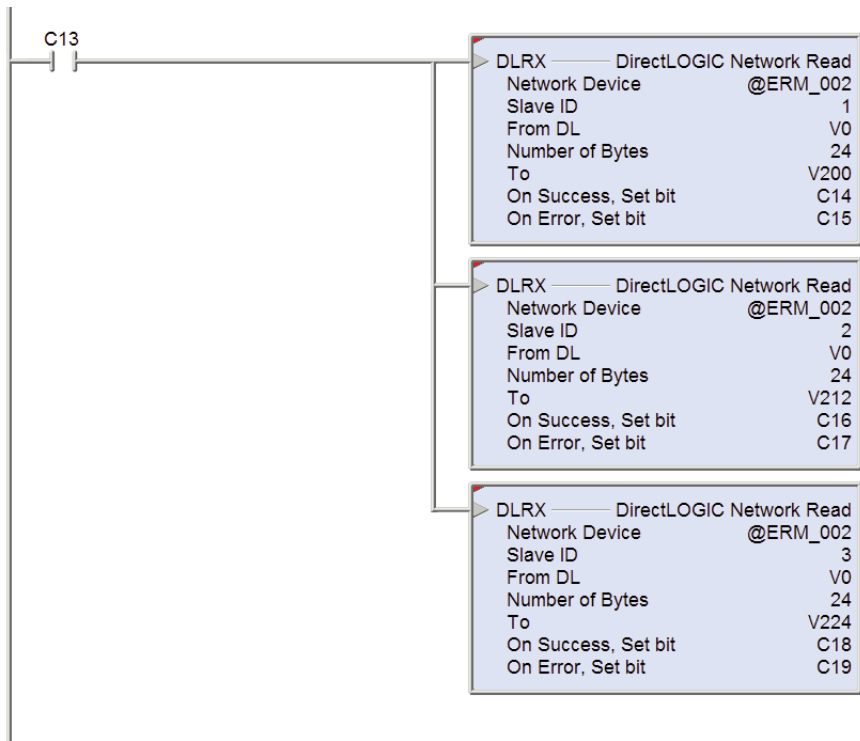 C13
DLRX DirectLOGIC Network Read
Network Device @ERM_002
Slave ID 1
From DL V0
Number of Bytes 24
To V200
On Success, Set bit C14
On Error, Set bit C15
DLRX DirectLOGIC Network Read
Network Device @ERM_002
Slave ID 2
From DL V0
Number of Bytes 24
To V212
On Success, Set bit C16
On Error, Set bit C17
DLRX DirectLOGIC Network Read
Network Device @ERM_002
Slave ID 3
From DL V0
Number of Bytes 24
To V224
On Success, Set bit C18
On Error, Set bit C19